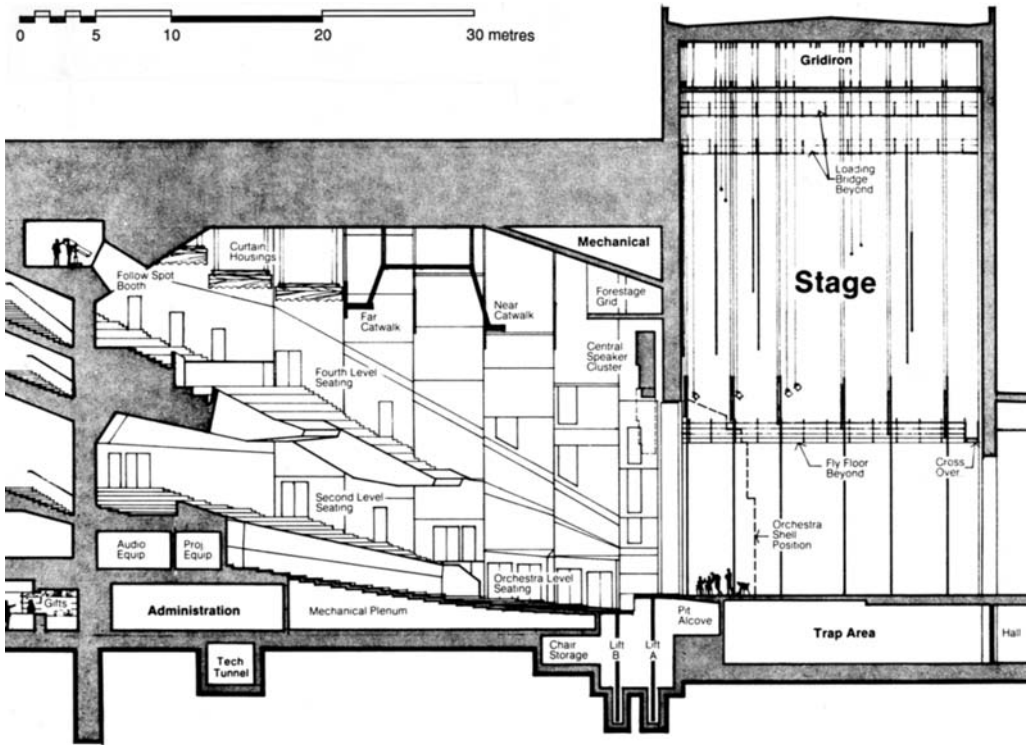 0 5 10 20 30 metres
Gridiron
Loading
Bridge
Beyond
Mechanical
Curtain
Housings
Follow Spot
Booth
Stage
Forestage
Grid
Near
Catwalk
Far
Catwalk
Central
Speaker
Cluster
Fourth Level
Seating
Fly Floor
Beyond
Cross
Over
Second Level
Seating
Orchestra
Shell
Position
Audio
Equip
Proj
Equip
Orchestra Level
Seating
Gifts
Administration
Mechanical Plenum
Pit
Alcove
Trap Area
Hall
Chair
Storage
Lift
B
Lift
A
Tech
Tunnel